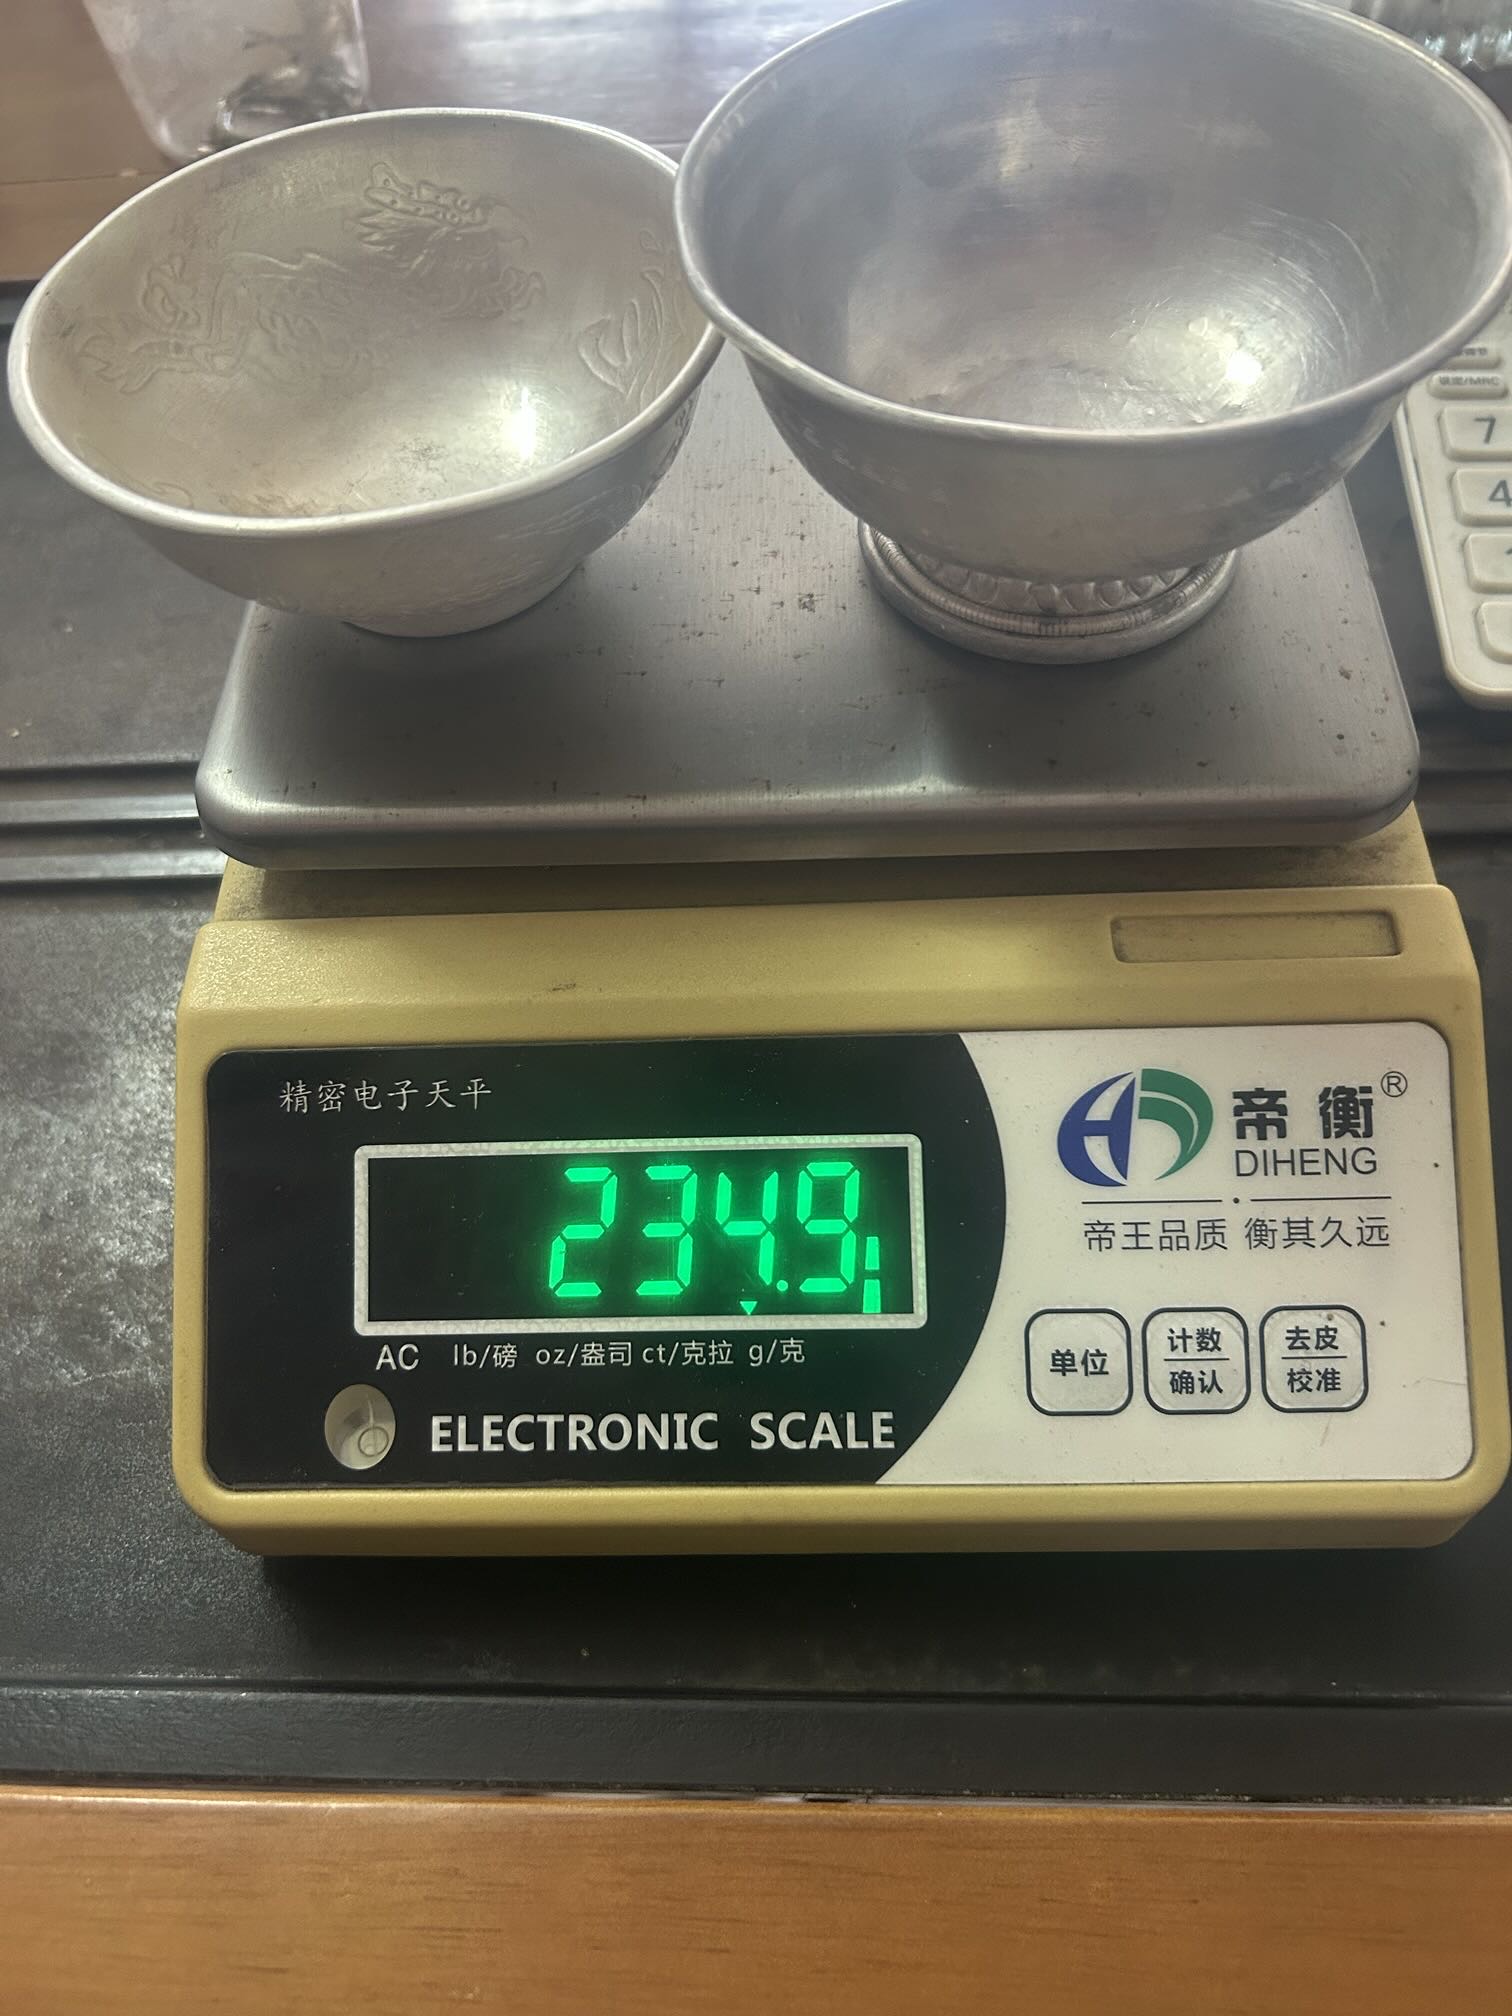 7
4
精密电子天平
234.9
AC lb/磅 oz/盎司 ct/克拉 g/克
ELECTRONIC SCALE
帝衡®
DIHENG
帝王品质 衡其久远
单位
计数
确认
去皮
校准